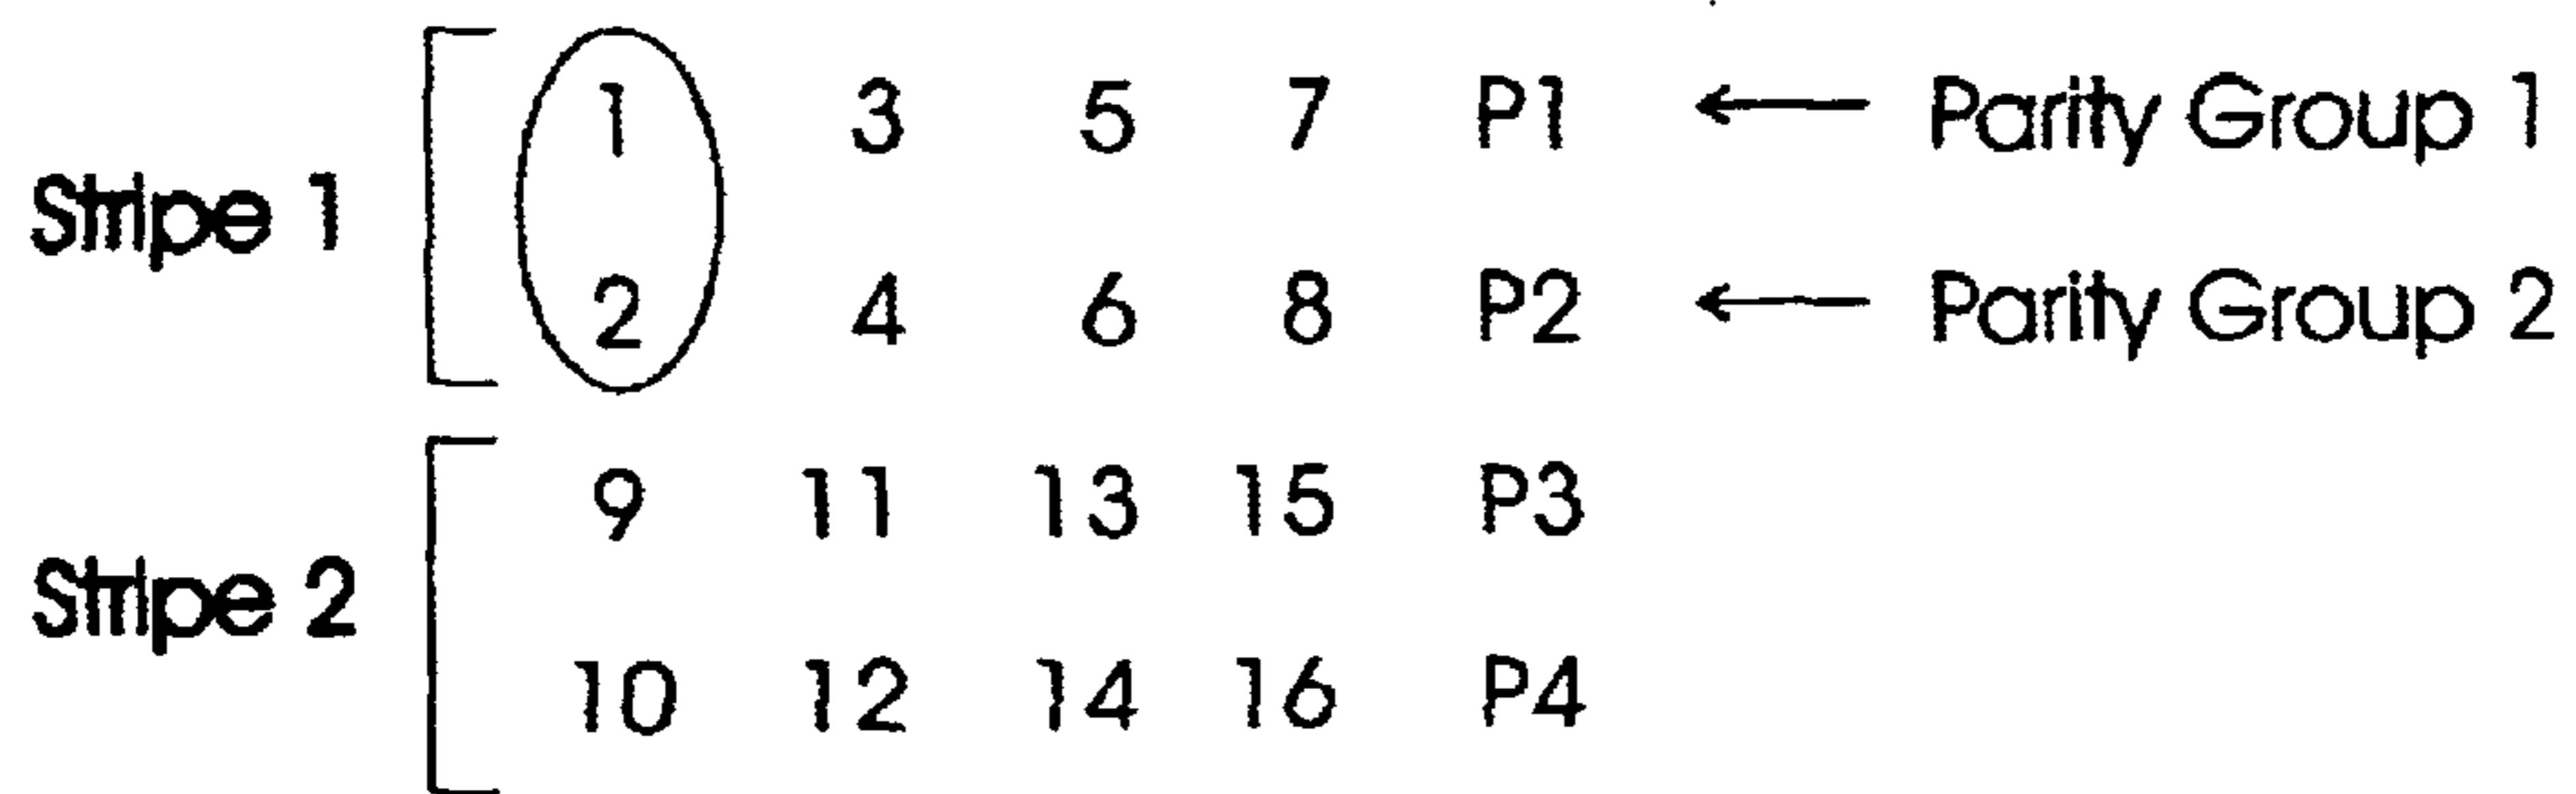 1 3 5 7 P1 ← Parity Group 1
Stripe 1
2 4 6 8 P2 ← Parity Group 2
9 11 13 15 P3
Stripe 2
10 12 14 16 P4